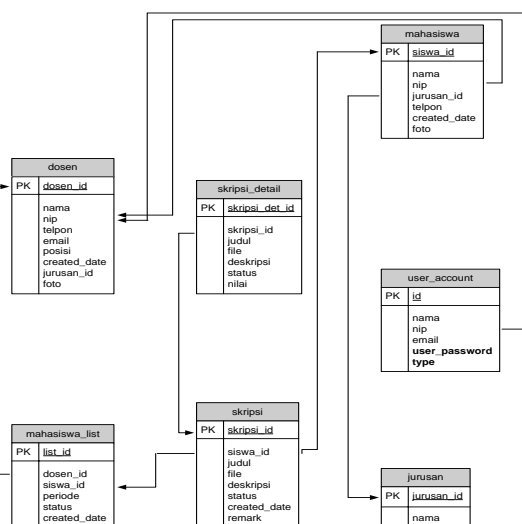 mahasiswa
PK siswa_id
nama
nip
jurusan_id
telpon
created_date
foto
dosen
PK dosen_id
nama
nip
telpon
email
posisi
created_date
jurusan_id
foto
skripsi_detail
PK skripsi_det_id
skripsi_id
judul
file
deskripsi
status
nilai
user_account
PK id
nama
nip
email
user_password
type
mahasiswa_list
PK list_id
dosen_id
siswa_id
periode
status
created_date
skripsi
PK skripsi_id
siswa_id
judul
file
deskripsi
status
created_date
remark
jurusan
PK jurusan_id
nama